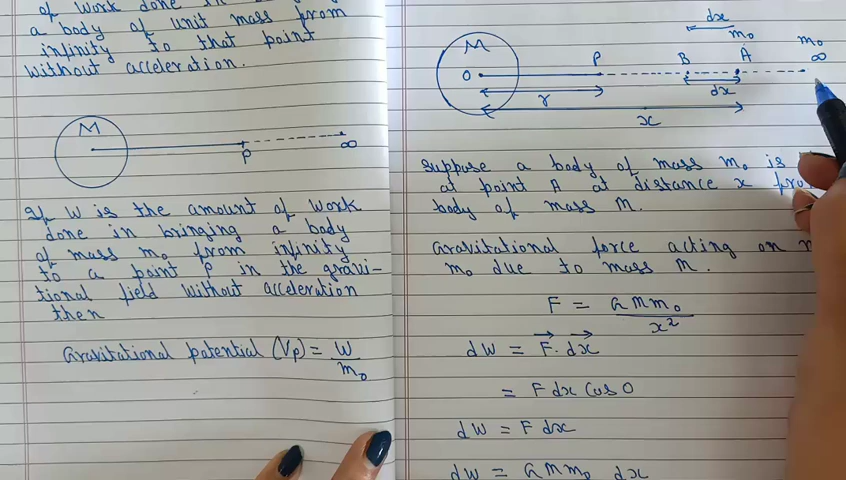 of work done in
a body of unit mass from
infinity to that point
without acceleration.
M
P
∞
If W is the amount of work
done in bringing a body
of mass m₀ from infinity
to a point P in the gravi-
tional field without acceleration
then
Gravitational potential (Vp) = W/m₀
dx
m₀
m₀
M
O
P
B
A
∞
r
dx
x
Suppose a body of mass m₀ is
at point A at distance x from
body of mass M.
Gravitational force acting on
m₀ due to mass M.
F = GMm₀/x²
dW = F⃗. dx⃗
= F dx Cos 0
dW = F dx
dW = GMm₀ dx